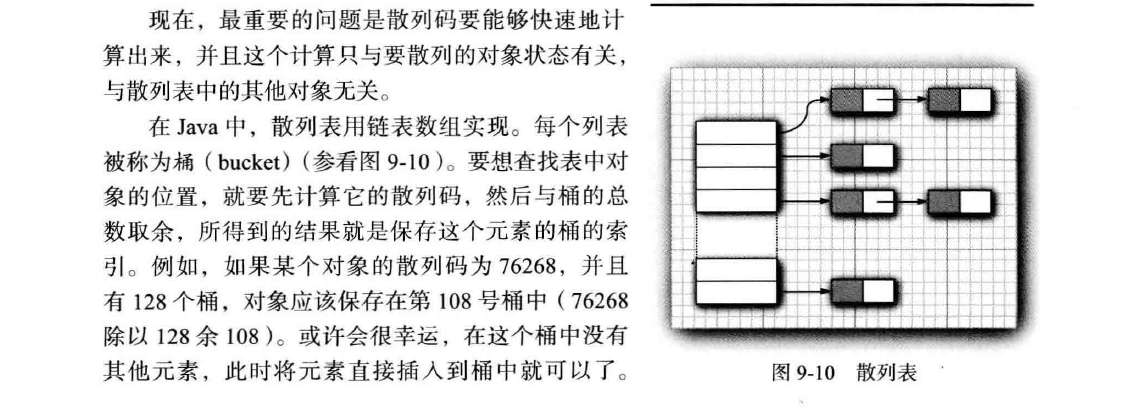 现在，最重要的问题是散列码要能够快速地计
算出来，并且这个计算只与要散列的对象状态有关，
与散列表中的其他对象无关。
在 Java 中，散列表用链表数组实现。每个列表
被称为桶（bucket）（参看图 9-10）。要想查找表中对
象的位置，就要先计算它的散列码，然后与桶的总
数取余，所得到的结果就是保存这个元素的桶的索
引。例如，如果某个对象的散列码为 76268，并且
有 128 个桶，对象应该保存在第 108 号桶中（76268
除以 128 余 108）。或许会很幸运，在这个桶中没有
其他元素，此时将元素直接插入到桶中就可以了。
图 9-10 散列表